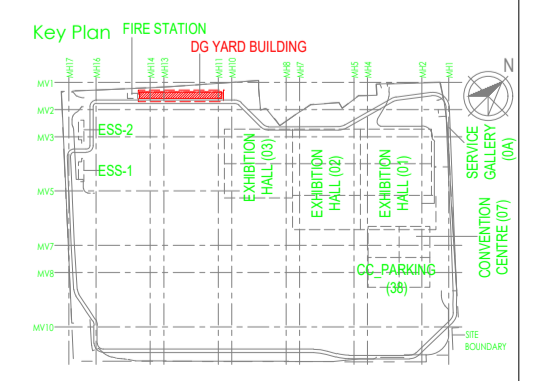 Key Plan
FIRE STATION
DG YARD BUILDING
N
MH17
MH16
MH14
MH13
MH11
MH10
MH8
MH7
MH5
MH4
MH2
MH1
MV1
MV2
MV3
MV5
MV7
MV8
MV10
ESS-2
ESS-1
EXHIBITION
HALL (03)
EXHIBITION
HALL (02)
EXHIBITION
HALL (01)
SERVICE
GALLERY
(0A)
CONVENTION
CENTRE (07)
CC_PARKING
(38)
SITE
BOUNDARY